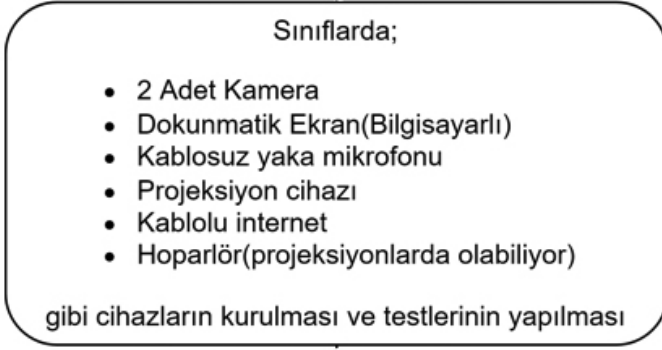 Sınıflarda;
• 2 Adet Kamera
• Dokunmatik Ekran(Bilgisayarlı)
• Kablosuz yaka mikrofonu
• Projeksiyon cihazı
• Kablolu internet
• Hoparlör(projeksiyonlarda olabiliyor)
gibi cihazların kurulması ve testlerinin yapılması